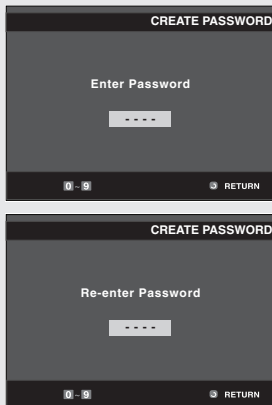 CREATE PASSWORD
Enter Password
- - - -
0 ~ 9 RETURN
CREATE PASSWORD
Re-enter Password
- - - -
0 ~ 9 RETURN